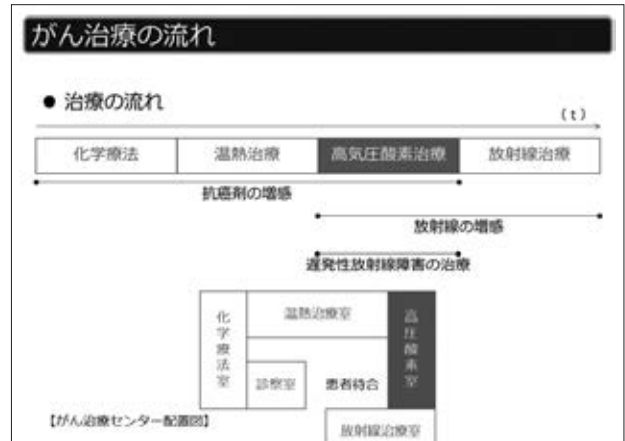 がん治療の流れ
● 治療の流れ
(t)
化学療法 温熱治療 高気圧酸素治療 放射線治療
抗癌剤の増感
放射線の増感
遅発性放射線障害の治療
化学療法室
温熱治療室
高圧酸素室
診察室
患者待合
放射線治療室
【がん治療センター配置図】